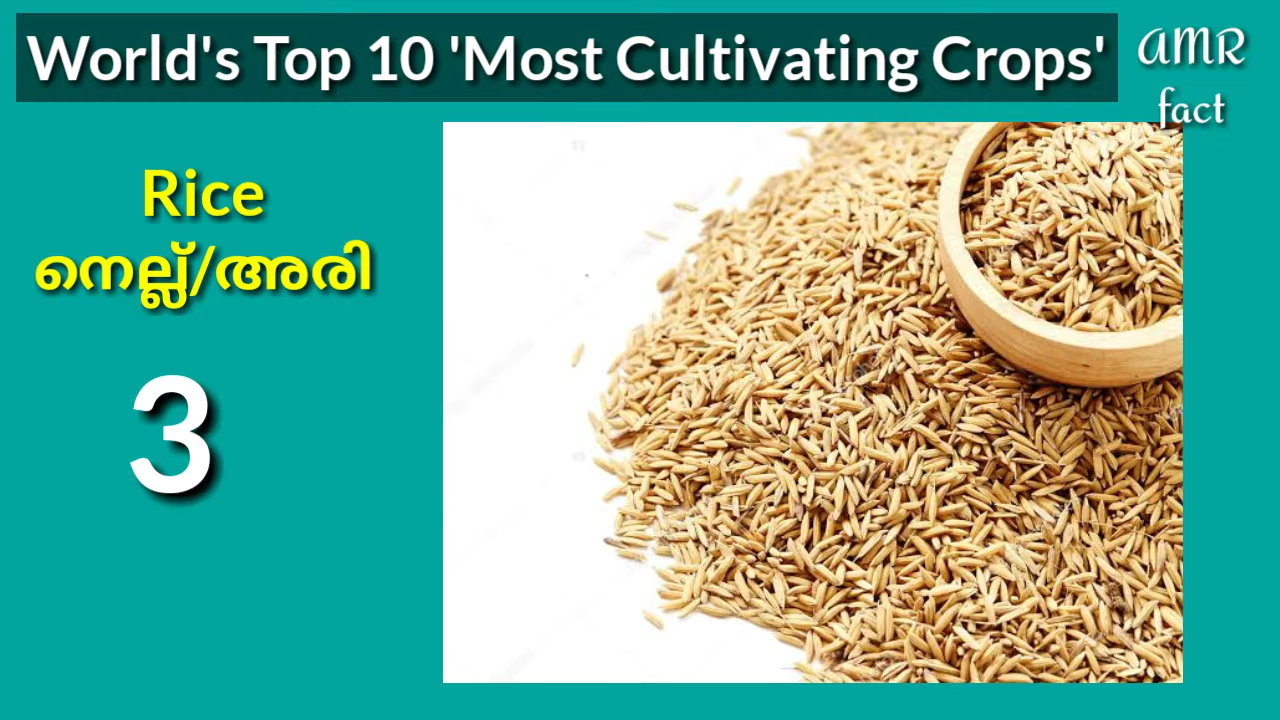 World's Top 10 'Most Cultivating Crops'
AMR
fact
Rice
നെല്ല്/അരി
3